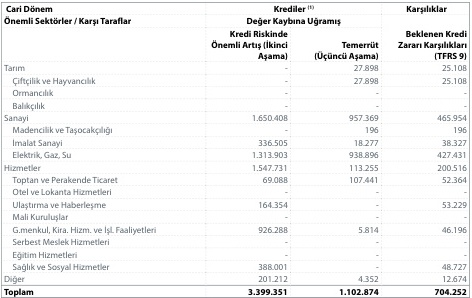 Cari Dönem Krediler (1) Karşılıklar
Önemli Sektörler / Karşı Taraflar Değer Kaybına Uğramış
Kredi Riskinde Önemli Artış (İkinci Aşama) Temerrüt (Üçüncü Aşama) Beklenen Kredi Zararı Karşılıkları (TFRS 9)
Tarım - 27.898 25.108
Çiftçilik ve Hayvancılık - 27.898 25.108
Ormancılık - - -
Balıkçılık - - -
Sanayi 1.650.408 957.369 465.954
Madencilik ve Taşocakçılığı - 196 196
İmalat Sanayi 336.505 18.277 38.327
Elektrik, Gaz, Su 1.313.903 938.896 427.431
Hizmetler 1.547.731 113.255 200.516
Toptan ve Perakende Ticaret 69.088 107.441 52.364
Otel ve Lokanta Hizmetleri - - -
Ulaştırma ve Haberleşme 164.354 - 53.229
Mali Kuruluşlar - - -
G.menkul, Kira. Hizm. ve İşl. Faaliyetleri 926.288 5.814 46.196
Serbest Meslek Hizmetleri - - -
Eğitim Hizmetleri - - -
Sağlık ve Sosyal Hizmetler 388.001 - 48.727
Diğer 201.212 4.352 12.674
Toplam 3.399.351 1.102.874 704.252